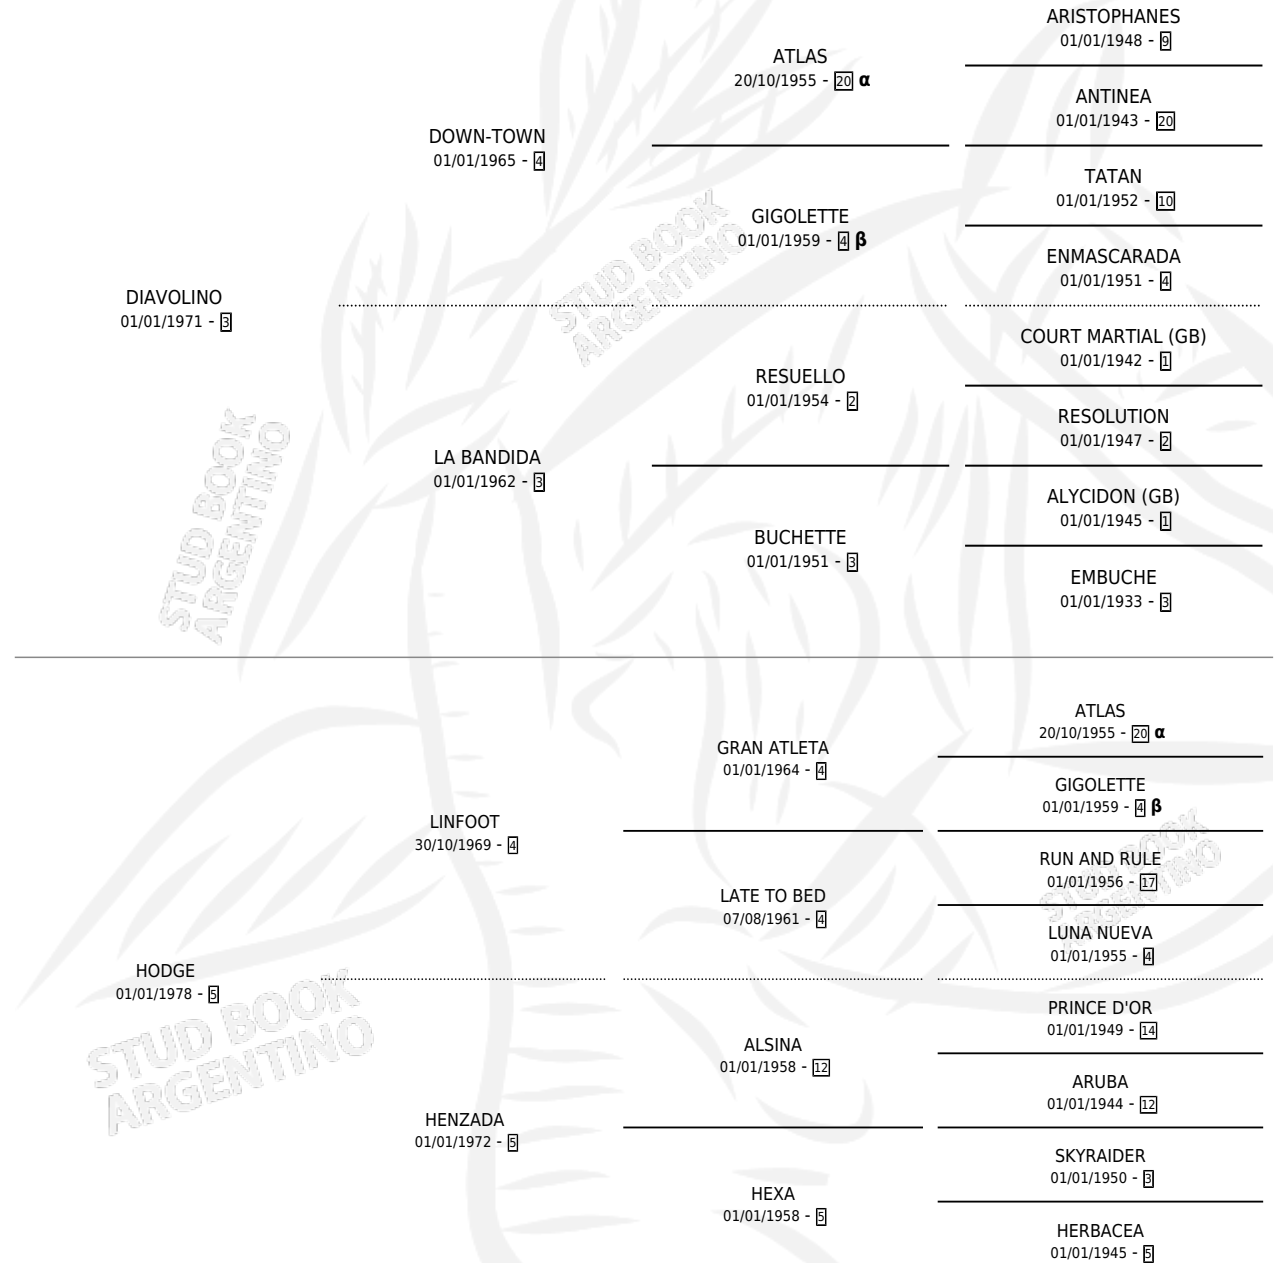 ARISTOPHANES
01/01/1948 - 9
ATLAS
20/10/1955 - 20 α
ANTINEA
01/01/1943 - 20
DOWN-TOWN
01/01/1965 - 4
TATAN
01/01/1952 - 10
GIGOLETTE
01/01/1959 - 4 β
ENMASCARADA
01/01/1951 - 4
DIAVOLINO
01/01/1971 - 3
COURT MARTIAL (GB)
01/01/1942 - 1
RESUELLO
01/01/1954 - 2
RESOLUTION
01/01/1947 - 2
LA BANDIDA
01/01/1962 - 3
ALYCIDON (GB)
01/01/1945 - 1
BUCHETTE
01/01/1951 - 3
EMBUCHE
01/01/1933 - 3
ATLAS
20/10/1955 - 20 α
GRAN ATLETA
01/01/1964 - 4
GIGOLETTE
01/01/1959 - 4 β
LINFOOT
30/10/1969 - 4
RUN AND RULE
01/01/1956 - 17
LATE TO BED
07/08/1961 - 4
LUNA NUEVA
01/01/1955 - 4
HODGE
01/01/1978 - 5
PRINCE D'OR
01/01/1949 - 14
ALSINA
01/01/1958 - 12
ARUBA
01/01/1944 - 12
HENZADA
01/01/1972 - 5
SKYRAIDER
01/01/1950 - 3
HEXA
01/01/1958 - 5
HERBACEA
01/01/1945 - 5
STUD BOOK
ARGENTINO
STUD BOOK
ARGENTINO
STUD BOOK
ARGENTINO
STUD BOOK
ARGENTINO